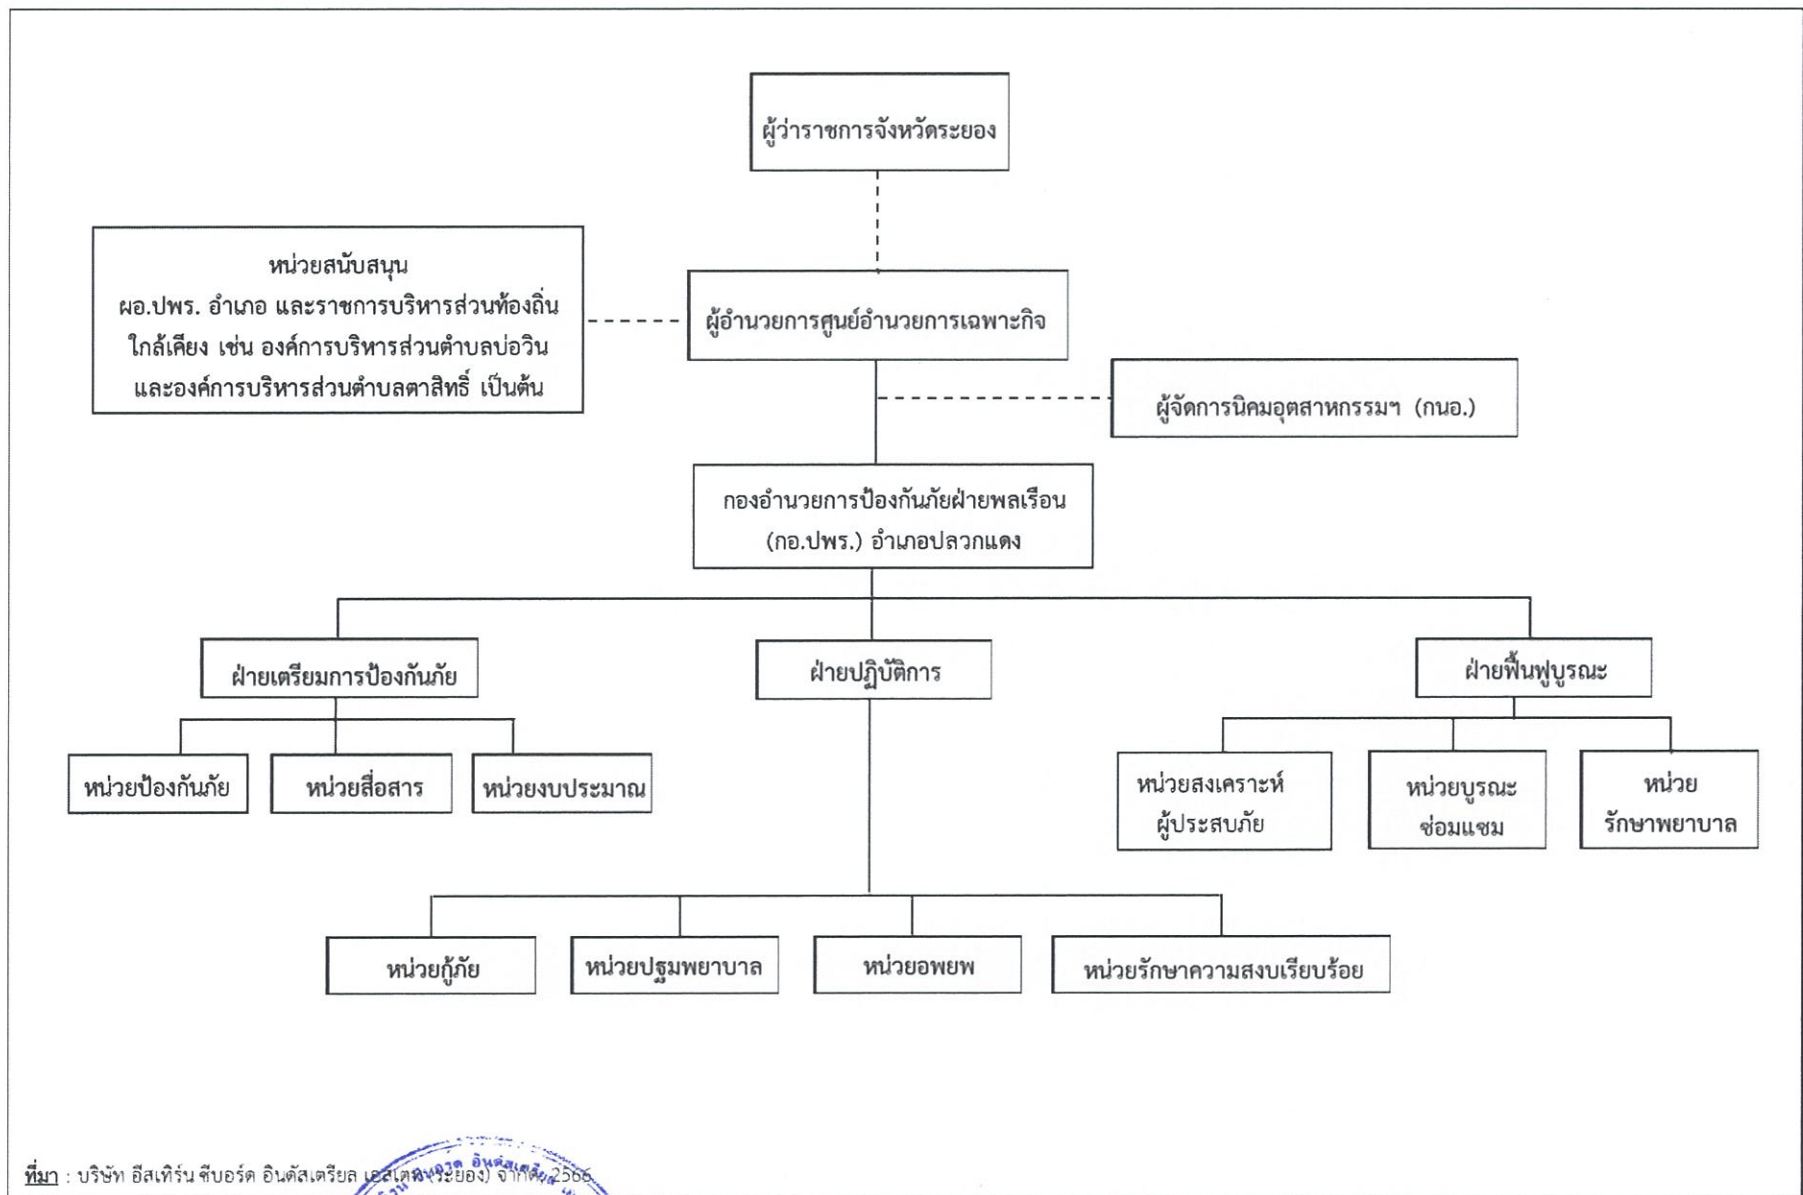 ผู้ว่าราชการจังหวัดระยอง
หน่วยสนับสนุน
ผอ.ปพร. อำเภอ และราชการบริหารส่วนท้องถิ่น
ใกล้เคียง เช่น องค์การบริหารส่วนตำบลบ่อวิน
และองค์การบริหารส่วนตำบลตาสิทธิ์ เป็นต้น
ผู้อำนวยการศูนย์อำนวยการเฉพาะกิจ
ผู้จัดการนิคมอุตสาหกรรมฯ (กนอ.)
กองอำนวยการป้องกันภัยฝ่ายพลเรือน
(กอ.ปพร.) อำเภอปลวกแดง
ฝ่ายเตรียมการป้องกันภัย
ฝ่ายปฏิบัติการ
ฝ่ายฟื้นฟูบูรณะ
หน่วยป้องกันภัย
หน่วยสื่อสาร
หน่วยงบประมาณ
หน่วยสงเคราะห์
ผู้ประสบภัย
หน่วยบูรณะ
ซ่อมแซม
หน่วย
รักษาพยาบาล
หน่วยกู้ภัย
หน่วยปฐมพยาบาล
หน่วยอพยพ
หน่วยรักษาความสงบเรียบร้อย
ที่มา : บริษัท อีสเทิร์น ซีบอร์ด อินดัสเตรียล เอสเตท (ระยอง) จำกัด, 2566